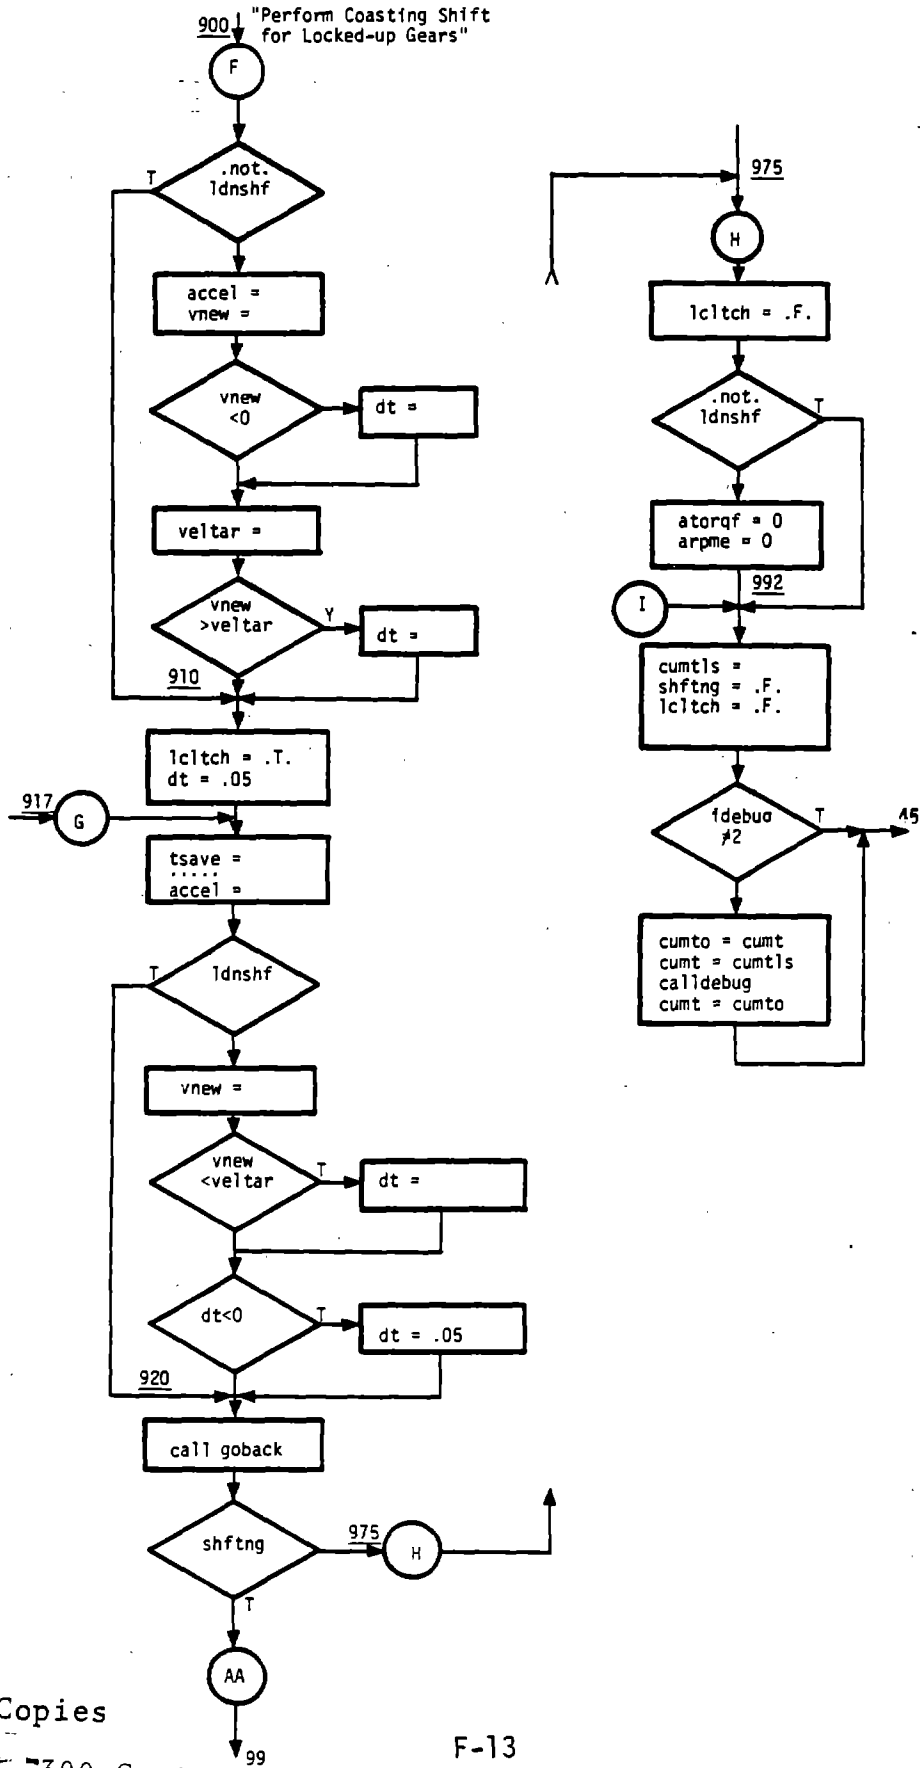 "Perform Coasting Shift
for Locked-up Gears"
900
F
T
.not.
ldnshf
accel =
vnew =
vnew
<0
dt =
veltar =
vnew
>veltar
Y
dt =
910
lcltch = .T.
dt = .05
917
G
tsave =
.....
accel =
T
ldnshf
vnew =
vnew
<veltar
T
dt =
dt<0
T
dt = .05
920
call goback
shftng
975
H
T
AA
99
975
H
lcltch = .F.
.not.
ldnshf
T
atorqf = 0
arpme = 0
992
I
cumtls =
shftng = .F.
lcltch = .F.
≠2
T
45
cumto = cumt
cumt = cumtls
calldebug
cumt = cumto
Copies
F-13